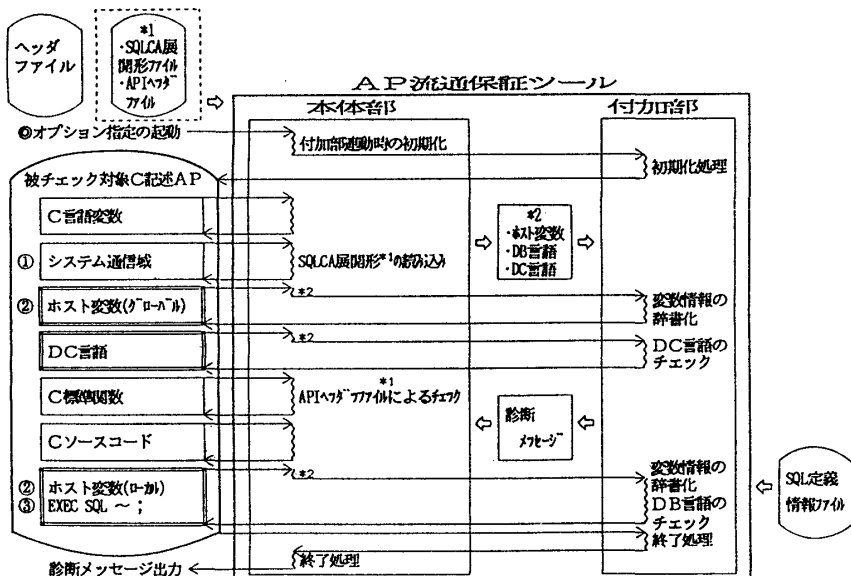 ヘッダ
ファイル
*1
・SQLCA展
開形ファイル
・APIヘッダ
ファイル
AP流通保証ツール
本体部
付加部
◎オプション指定の起動
付加部連動時の初期化
初期化処理
被チェック対象C記述AP
C言語変数
① システム通信域
SQLCA展開形*1の読み込み
*2
・ホスト変数
・DB言語
・DC言語
② ホスト変数(グローバル)
*2
変数情報の
辞書化
DC言語
*2
DC言語の
チェック
C標準関数
*1
APIヘッダファイルによるチェック
診断
メッセージ
Cソースコード
② ホスト変数(ローカル)
③ EXEC SQL ～ ;
*2
変数情報の
辞書化
DB言語の
チェック
SQL定義
情報ファイル
終了処理
終了処理
診断メッセージ出力